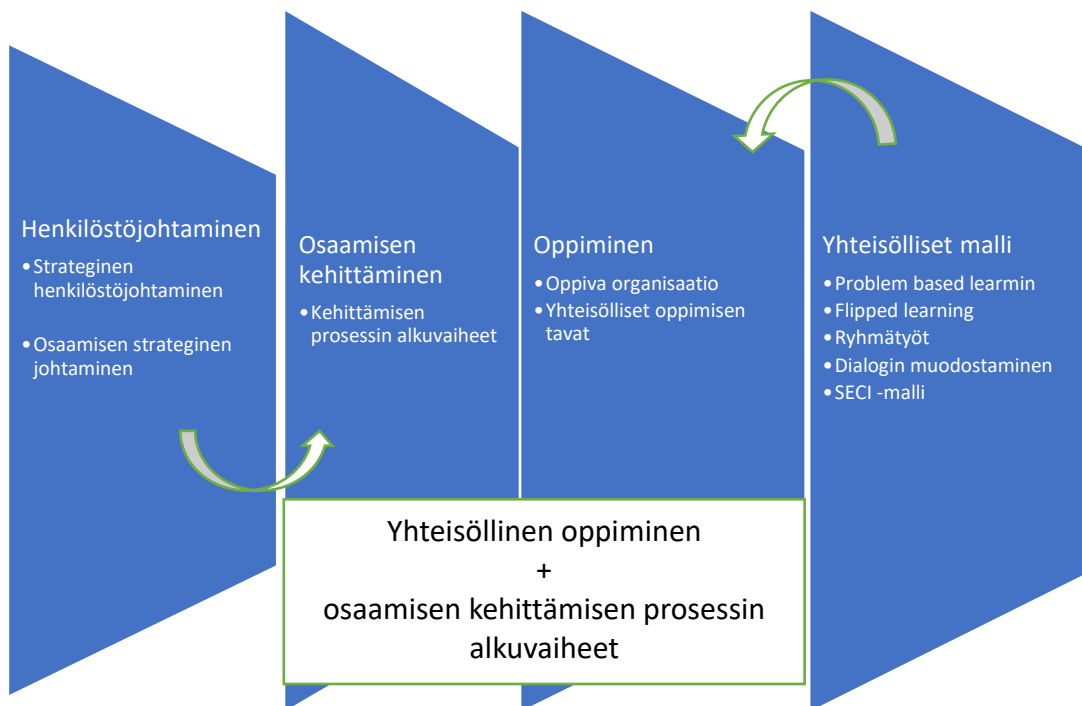 Henkilöstöjohtaminen
•Strateginen
henkilöstöjohtaminen
•Osaamisen strateginen
johtaminen
Osaamisen
kehittäminen
•Kehittämisen
prosessin alkuvaiheet
Oppiminen
•Oppiva organisaatio
•Yhteisölliset oppimisen
tavat
Yhteisölliset malli
•Problem based learmin
•Flipped learning
•Ryhmätyöt
•Dialogin muodostaminen
•SECI -malli
Yhteisöllinen oppiminen
+
osaamisen kehittämisen prosessin
alkuvaiheet